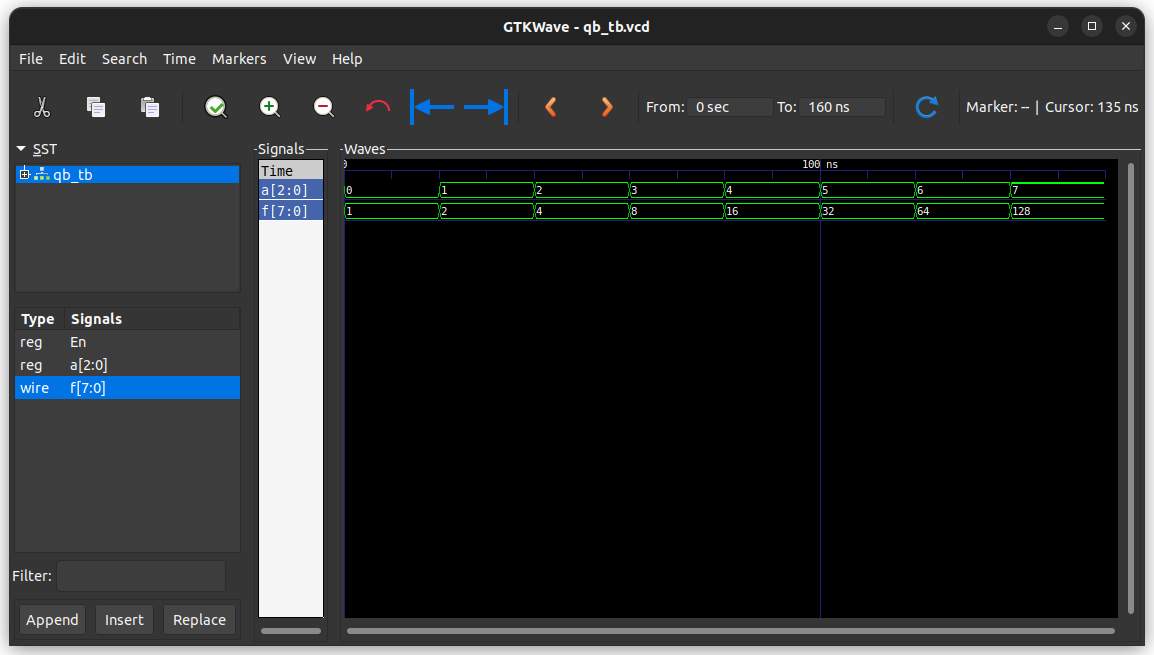 GTKWave - qb_tb.vcd
File Edit Search Time Markers View Help
From: 0 sec To: 160 ns Marker: -- | Cursor: 135 ns
SST
qb_tb
Type Signals
reg En
reg a[2:0]
wire f[7:0]
Filter:
Append Insert Replace
Signals
Time
a[2:0]
f[7:0]
Waves
0 100 ns
0 1 2 3 4 5 6 7
1 2 4 8 16 32 64 128